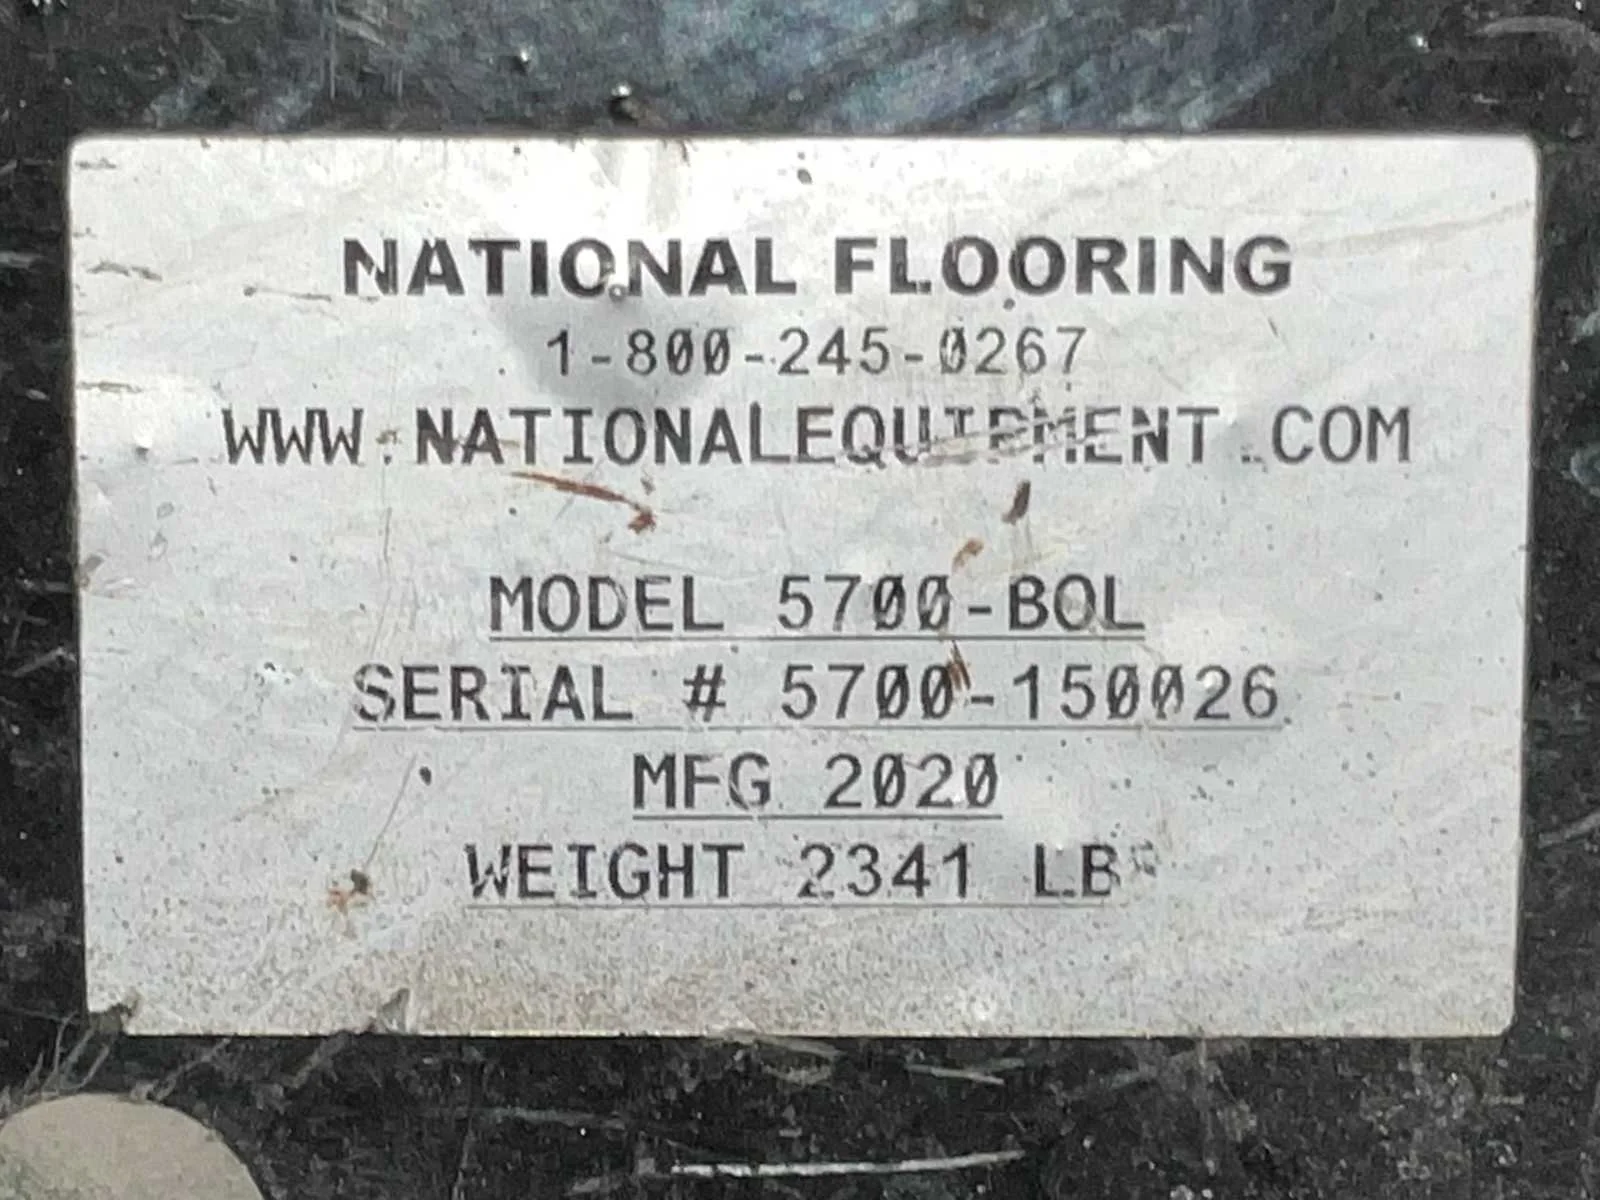 NATIONAL FLOORING
1-800-245-0267
WWW.NATIONALEQUIPMENT.COM
MODEL 5700-BOL
SERIAL # 5700-150026
MFG 2020
WEIGHT 2341 LBS